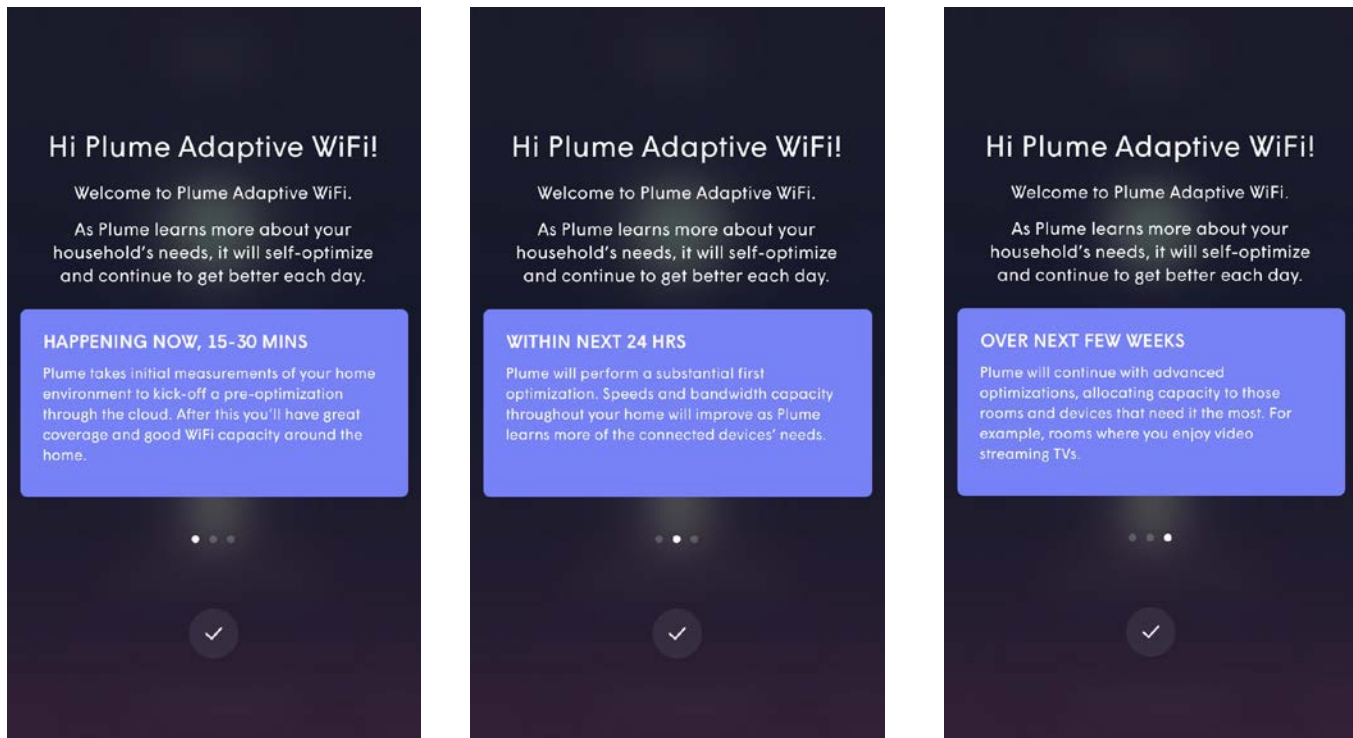 Hi Plume Adaptive WiFi!
Welcome to Plume Adaptive WiFi.
As Plume learns more about your
household's needs, it will self-optimize
and continue to get better each day.
HAPPENING NOW, 15-30 MINS
Plume takes initial measurements of your home
environment to kick-off a pre-optimization
through the cloud. After this you'll have great
coverage and good WiFi capacity around the
home.
Hi Plume Adaptive WiFi!
Welcome to Plume Adaptive WiFi.
As Plume learns more about your
household's needs, it will self-optimize
and continue to get better each day.
WITHIN NEXT 24 HRS
Plume will perform a substantial first
optimization. Speeds and bandwidth capacity
throughout your home will improve as Plume
learns more of the connected devices' needs.
Hi Plume Adaptive WiFi!
Welcome to Plume Adaptive WiFi.
As Plume learns more about your
household's needs, it will self-optimize
and continue to get better each day.
OVER NEXT FEW WEEKS
Plume will continue with advanced
optimizations, allocating capacity to those
rooms and devices that need it the most. For
example, rooms where you enjoy video
streaming TVs.